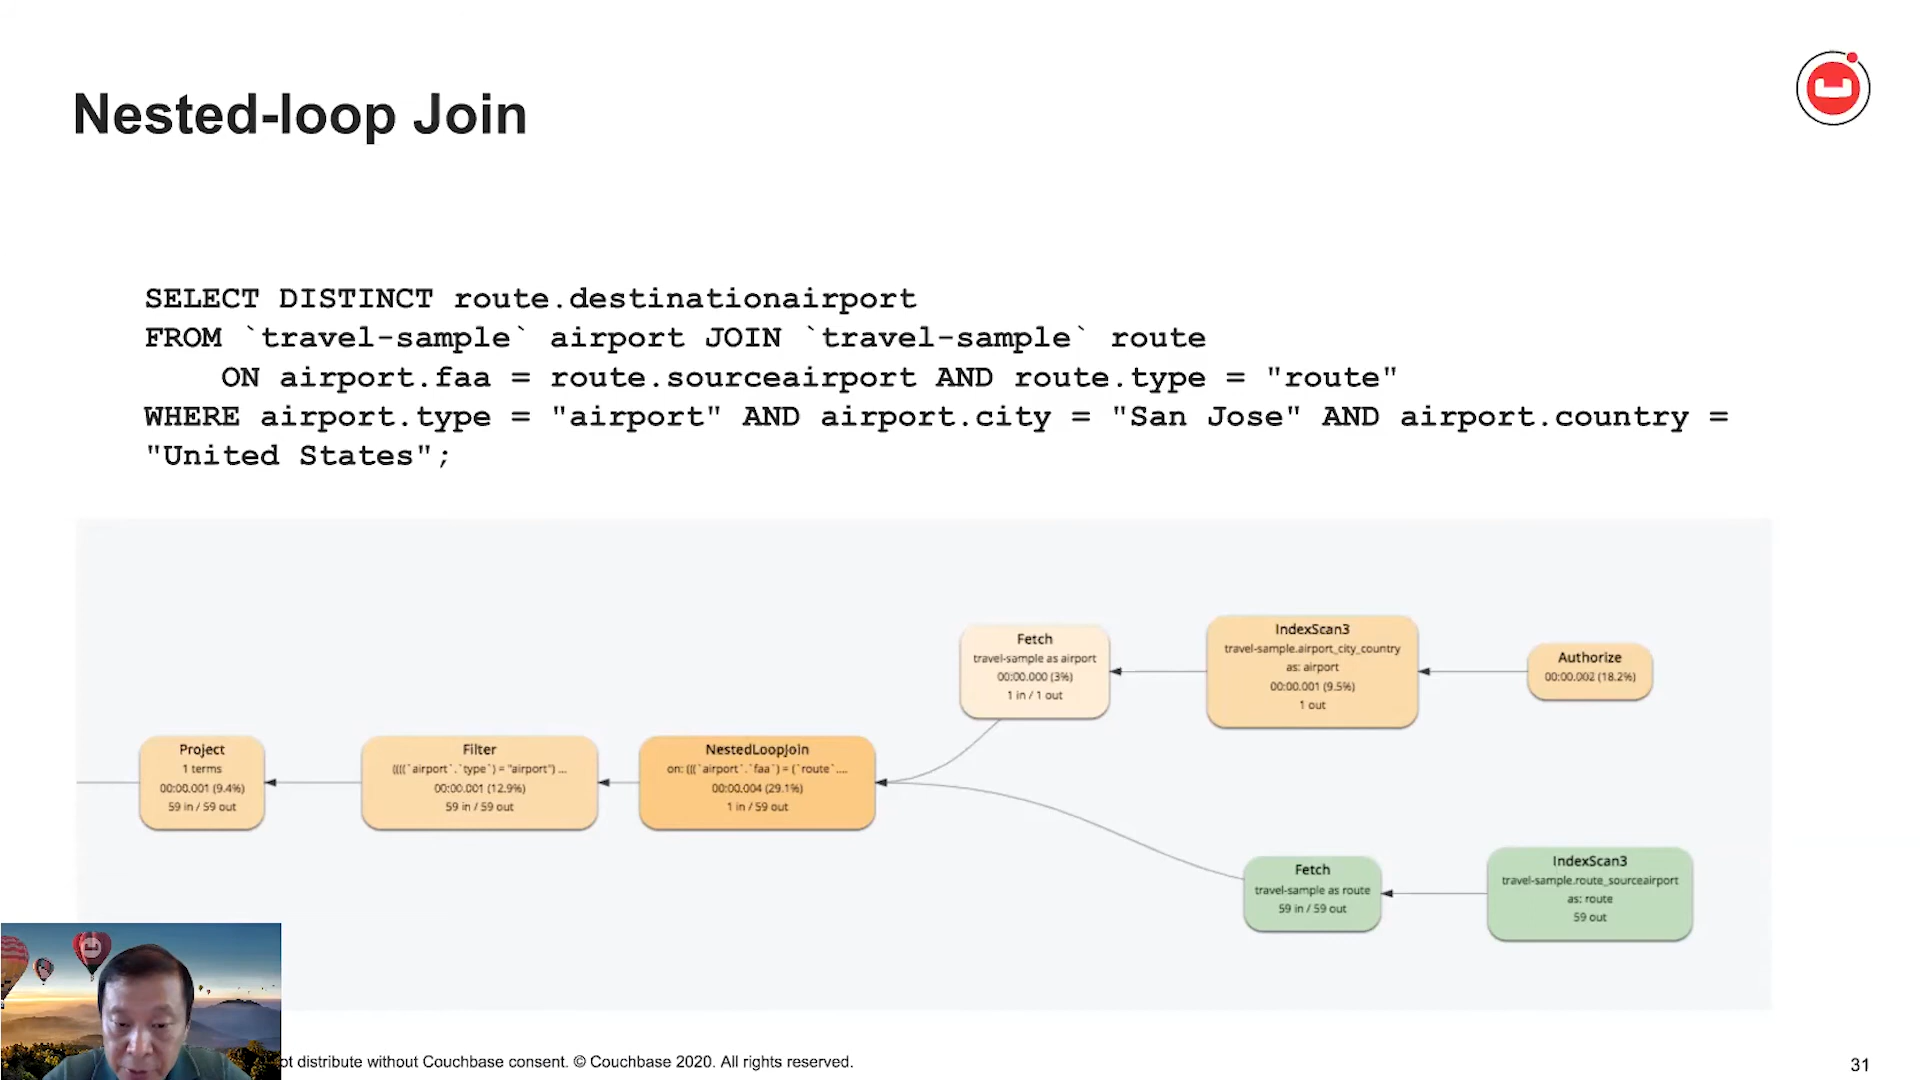 Nested-loop Join
SELECT DISTINCT route.destinationairport
FROM `travel-sample` airport JOIN `travel-sample` route
ON airport.faa = route.sourceairport AND route.type = "route"
WHERE airport.type = "airport" AND airport.city = "San Jose" AND airport.country =
"United States";
Fetch
travel-sample as airport
00:00.000 (3%)
1 in / 1 out
IndexScan3
travel-sample.airport_city_country
as: airport
00:00.001 (9.5%)
1 out
Authorize
00:00.002 (18.2%)
Project
1 terms
00:00.001 (9.4%)
59 in / 59 out
Filter
((((`airport`.`type`) = "airport") ...
00:00.001 (12.9%)
59 in / 59 out
NestedLoopJoin
on: (((`airport`.`faa`) = (`route`....
00:00.004 (29.1%)
1 in / 59 out
Fetch
travel-sample as route
59 in / 59 out
IndexScan3
travel-sample.route_sourceairport
as: route
59 out
ot distribute without Couchbase consent. © Couchbase 2020. All rights reserved.
31